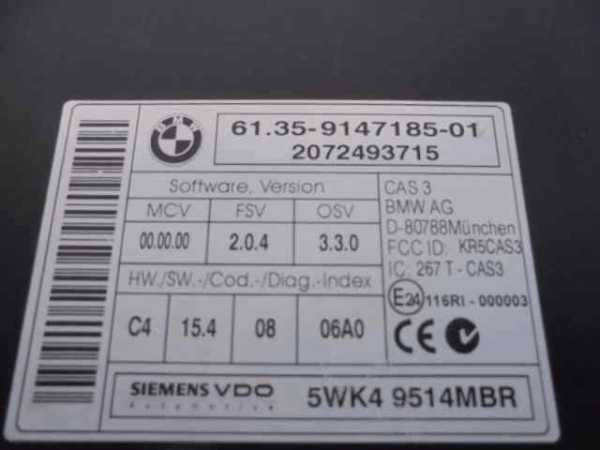 BMW
61.35-9147185-01
2072493715
Software, Version
MCV FSV OSV
00.00.00 2.0.4 3.3.0
HW./SW.-/Cod.-/Diag.-Index
C4 15.4 08 06A0
CAS 3
BMW AG
D-80788München
FCC ID: KR5CAS3
IC: 267 T - CAS3
E24 116RI - 000003
CE
SIEMENS VDO
Automotive
5WK4 9514MBR